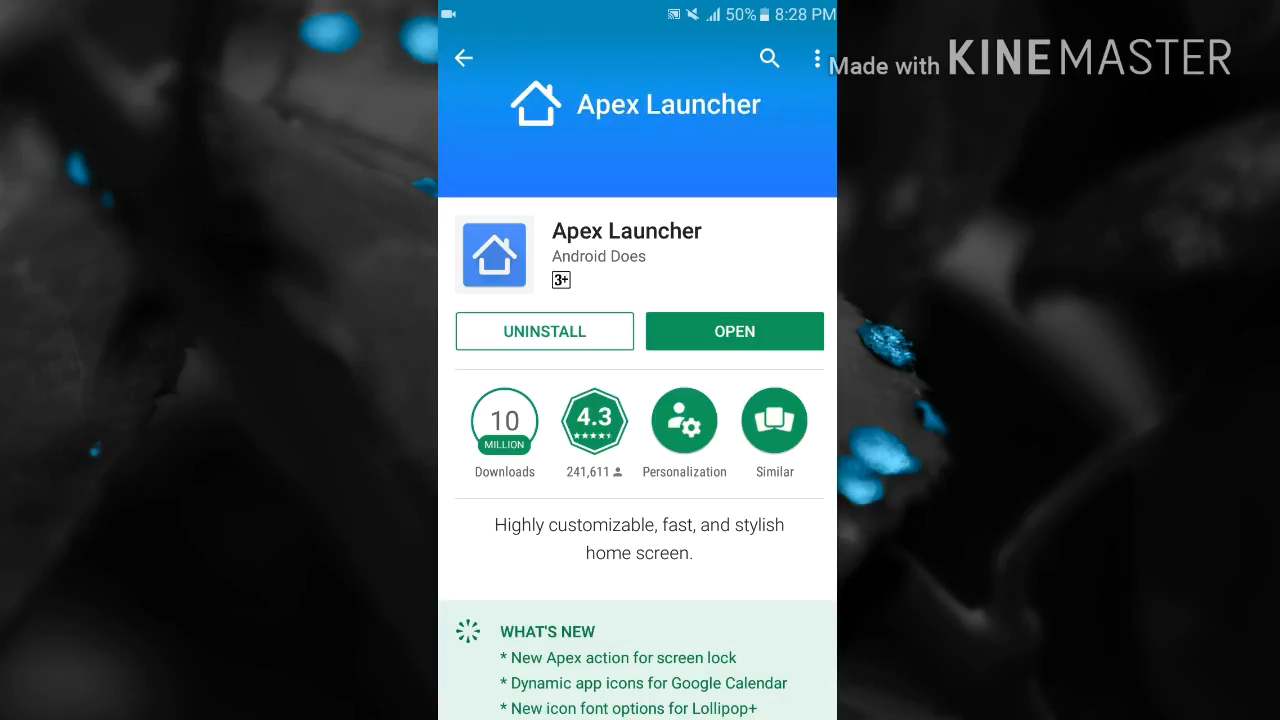 50% 8:28 PM
Made with KINEMASTER
Apex Launcher
Apex Launcher
Android Does
3+
UNINSTALL
OPEN
10
MILLION
4.3
Downloads
241,611
Personalization
Similar
Highly customizable, fast, and stylish
home screen.
WHAT'S NEW
* New Apex action for screen lock
* Dynamic app icons for Google Calendar
* New icon font options for Lollipop+